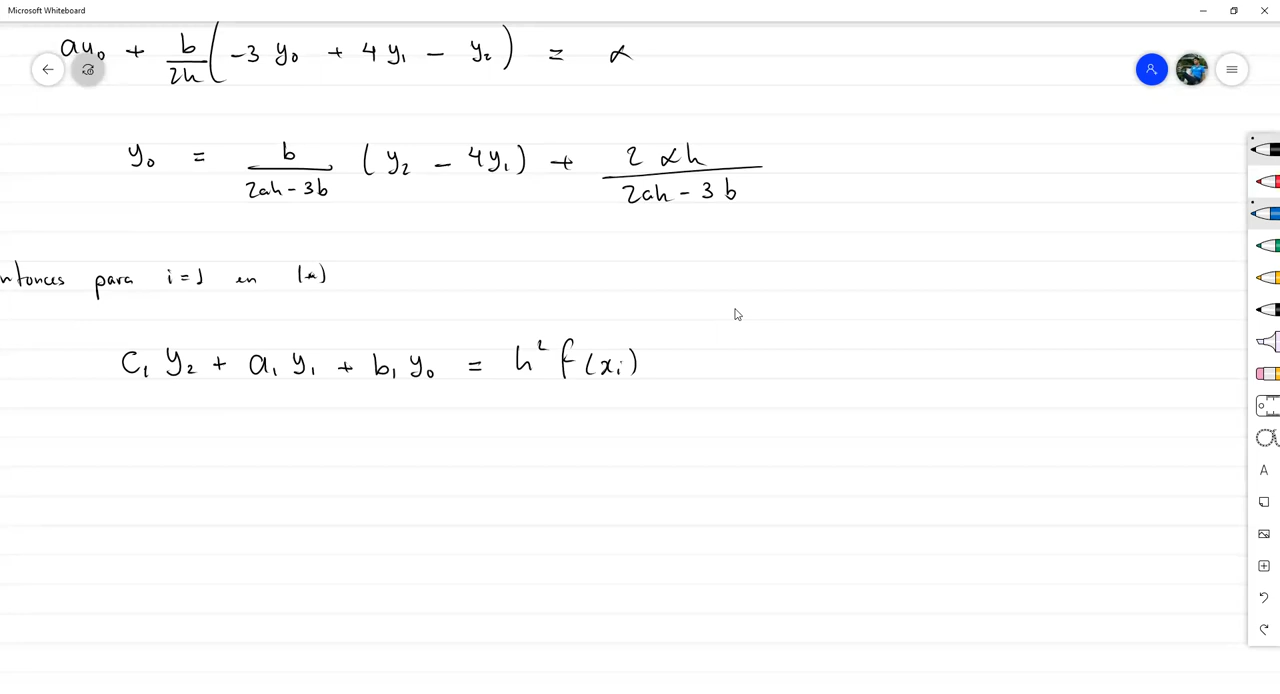 Microsoft Whiteboard
ay₀ + b/2h (-3 y₀ + 4 y₁ - y₂) = α
y₀ = b/(2ah - 3b) (y₂ - 4y₁) + 2αh/(2ah - 3b)
ntonces para i = 1 en (*)
C₁ y₂ + a₁ y₁ + b₁ y₀ = h² f(xᵢ)
A